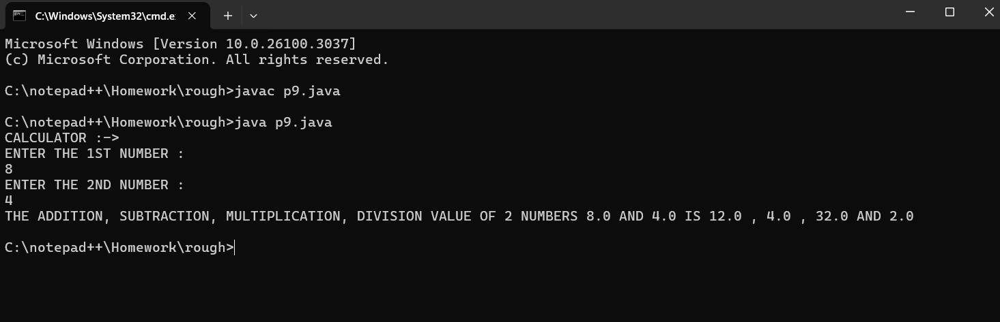 C:\Windows\System32\cmd.e
Microsoft Windows [Version 10.0.26100.3037]
(c) Microsoft Corporation. All rights reserved.
C:\notepad++\Homework\rough>javac p9.java
C:\notepad++\Homework\rough>java p9.java
CALCULATOR :->
ENTER THE 1ST NUMBER :
8
ENTER THE 2ND NUMBER :
4
THE ADDITION, SUBTRACTION, MULTIPLICATION, DIVISION VALUE OF 2 NUMBERS 8.0 AND 4.0 IS 12.0 , 4.0 , 32.0 AND 2.0
C:\notepad++\Homework\rough>